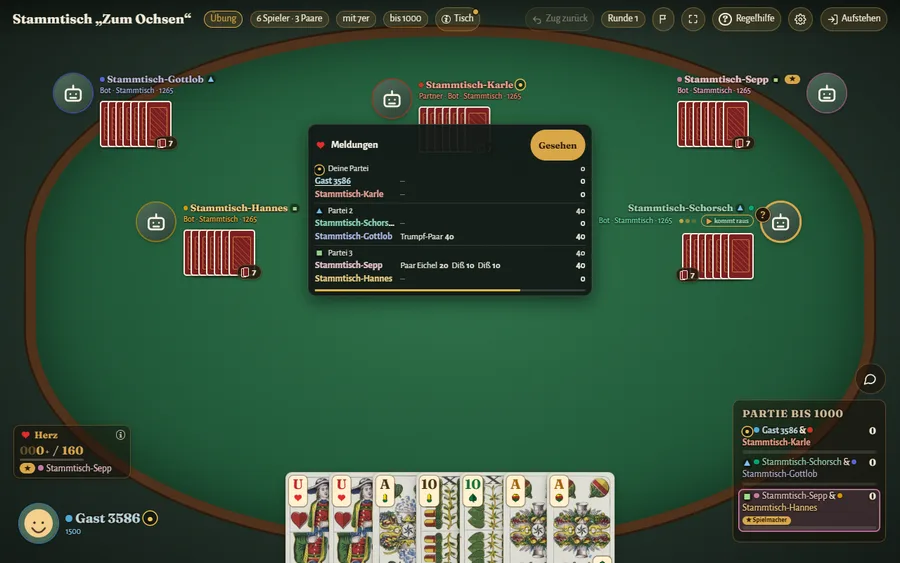 Stammtisch „Zum Ochsen“ Übung 6 Spieler · 3 Paare mit 7er bis 1000 Tisch Zug zurück Runde 1 Regelhilfe Aufstehen
Stammtisch-Gottlob
Bot · Stammtisch · 1265
7
Stammtisch-Karle
Partner · Bot · Stammtisch · 1265
Stammtisch-Sepp
Bot · Stammtisch · 1265
7
Stammtisch-Hannes
Bot · Stammtisch · 1265
7
Stammtisch-Schorsch
Bot · Stammtisch · 1265 kommt raus ?
7
Meldungen Gesehen
Deine Partei 0
Gast 3586 – 0
Stammtisch-Karle – 0
Partei 2 40
Stammtisch-Schors... – 0
Stammtisch-Gottlob Trumpf-Paar 40 40
Partei 3 40
Stammtisch-Sepp Paar Eichel 20 Diß 10 Diß 10 40
Stammtisch-Hannes – 0
Herz
000 / 160
Stammtisch-Sepp
Gast 3586
1500
U U A 10 10 A A
PARTIE BIS 1000
Gast 3586 & 0
Stammtisch-Karle
Stammtisch-Schorsch & 0
Stammtisch-Gottlob
Stammtisch-Sepp & 0
Stammtisch-Hannes
Spielmacher